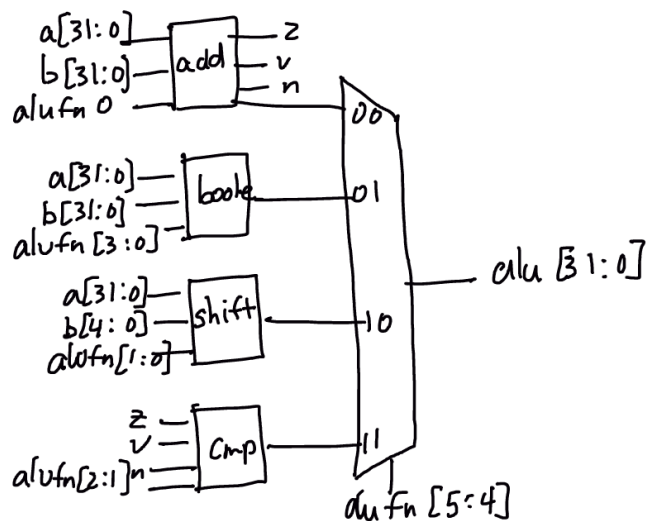 a[31:0]
b[31:0]
alufn 0
add
z
v
n
00
a[31:0]
b[31:0]
alufn [3:0]
boole
01
a[31:0]
b[4:0]
alufn[1:0]
shift
10
alu [31:0]
z
v
alufn[2:1] n
cmp
11
alufn [5:4]